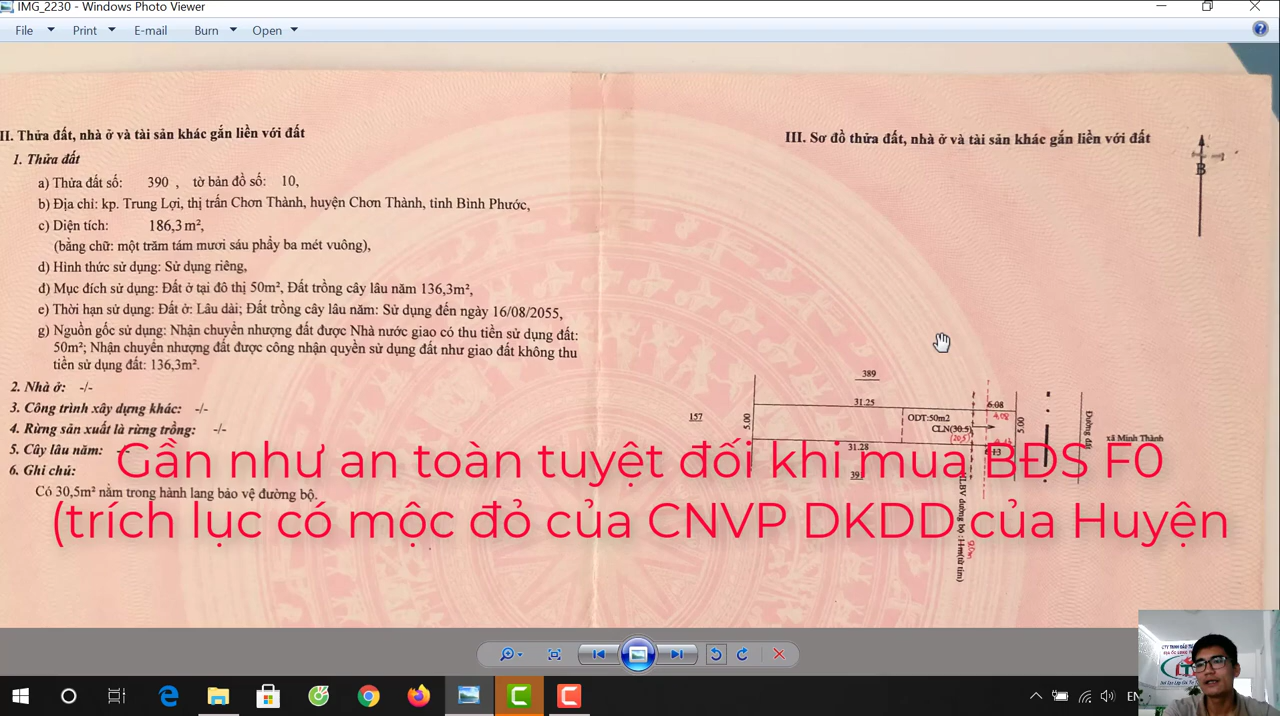 IMG_2230 - Windows Photo Viewer
File Print E-mail Burn Open
II. Thửa đất, nhà ở và tài sản khác gắn liền với đất
1. Thửa đất
a) Thửa đất số: 390 , tờ bản đồ số: 10,
b) Địa chỉ: kp. Trung Lợi, thị trấn Chơn Thành, huyện Chơn Thành, tỉnh Bình Phước,
c) Diện tích: 186,3 m²,
(bằng chữ: một trăm tám mươi sáu phẩy ba mét vuông),
d) Hình thức sử dụng: Sử dụng riêng,
đ) Mục đích sử dụng: Đất ở tại đô thị 50m², Đất trồng cây lâu năm 136,3m²,
e) Thời hạn sử dụng: Đất ở: Lâu dài; Đất trồng cây lâu năm: Sử dụng đến ngày 16/08/2055,
g) Nguồn gốc sử dụng: Nhận chuyển nhượng đất được Nhà nước giao có thu tiền sử dụng đất:
50m²; Nhận chuyển nhượng đất được công nhận quyền sử dụng đất như giao đất không thu
tiền sử dụng đất: 136,3m².
2. Nhà ở: -/-
3. Công trình xây dựng khác: -/-
4. Rừng sản xuất là rừng trồng: -/-
5. Cây lâu năm: -/-
6. Ghi chú:
Có 30,5m² nằm trong hành lang bảo vệ đường bộ.
III. Sơ đồ thửa đất, nhà ở và tài sản khác gắn liền với đất
B
389
31.25
6.08
4,08
157
5.00
ODT:50m2
CLN(30.5)
(20,5)
5.00
Đường đá
xã Minh Thành
31.28
391
đường bộ
(từ tim)
Gần như an toàn tuyệt đối khi mua BĐS F0
(trích lục có mộc đỏ của CNVP DKDD của Huyện
EN